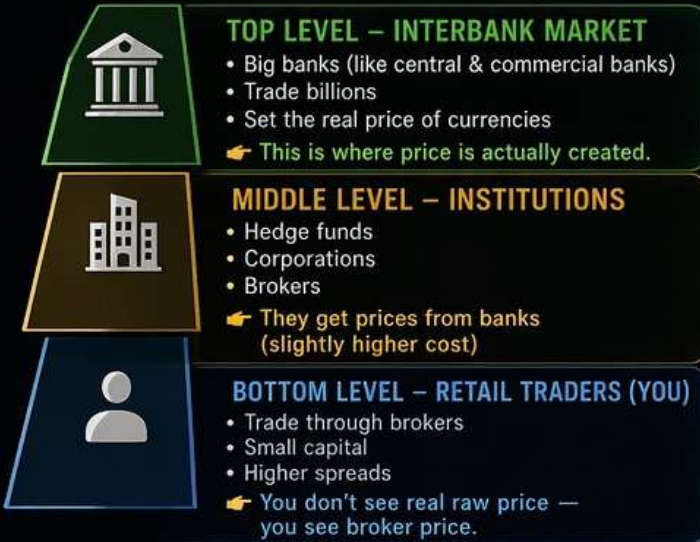 TOP LEVEL – INTERBANK MARKET
• Big banks (like central & commercial banks)
• Trade billions
• Set the real price of currencies
👉 This is where price is actually created.
MIDDLE LEVEL – INSTITUTIONS
• Hedge funds
• Corporations
• Brokers
👉 They get prices from banks
(slightly higher cost)
BOTTOM LEVEL – RETAIL TRADERS (YOU)
• Trade through brokers
• Small capital
• Higher spreads
👉 You don't see real raw price —
you see broker price.